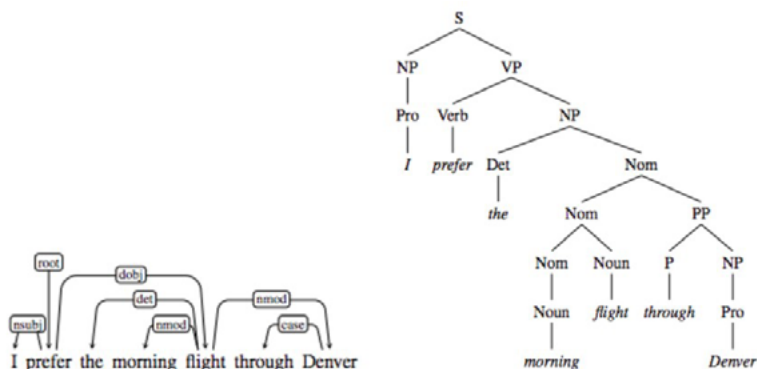 S
NP VP
Pro Verb NP
I prefer Det Nom
the Nom PP
root
dobj
Nom Noun P NP
det
nsubj nmod nmod case
Noun flight through Pro
I prefer the morning flight through Denver
morning Denver